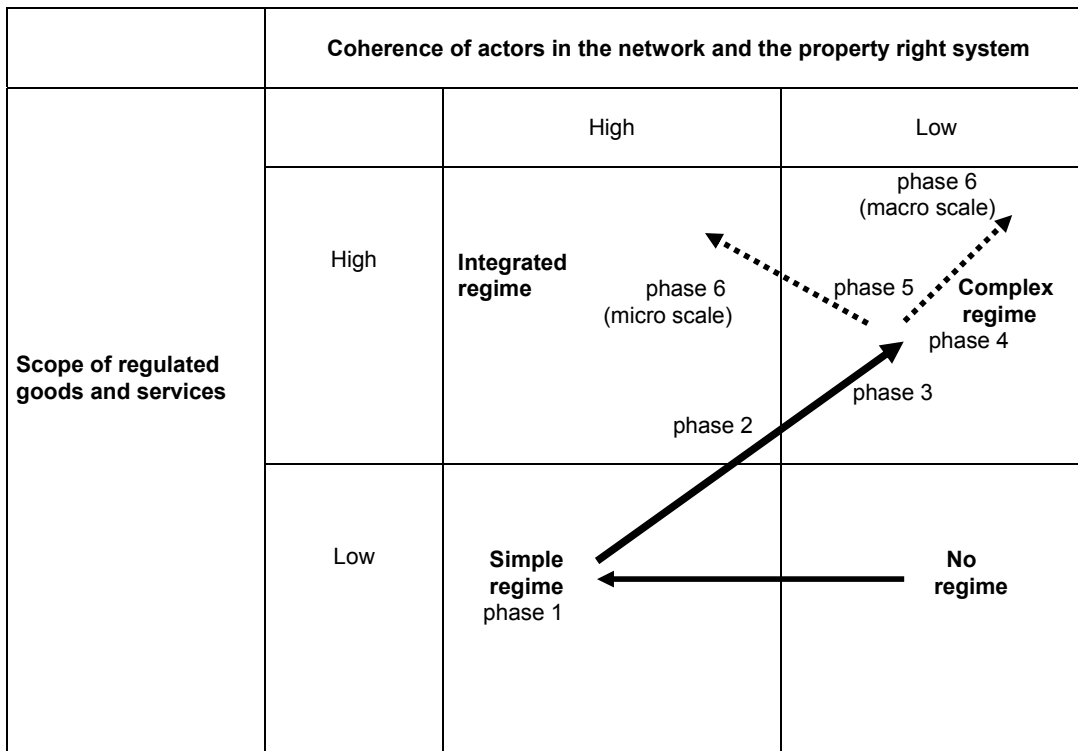 Coherence of actors in the network and the property right system
High
Low
Scope of regulated
goods and services
High
Integrated
regime
phase 6
(micro scale)
phase 2
phase 6
(macro scale)
phase 5
Complex
regime
phase 4
phase 3
Low
Simple
regime
phase 1
No
regime